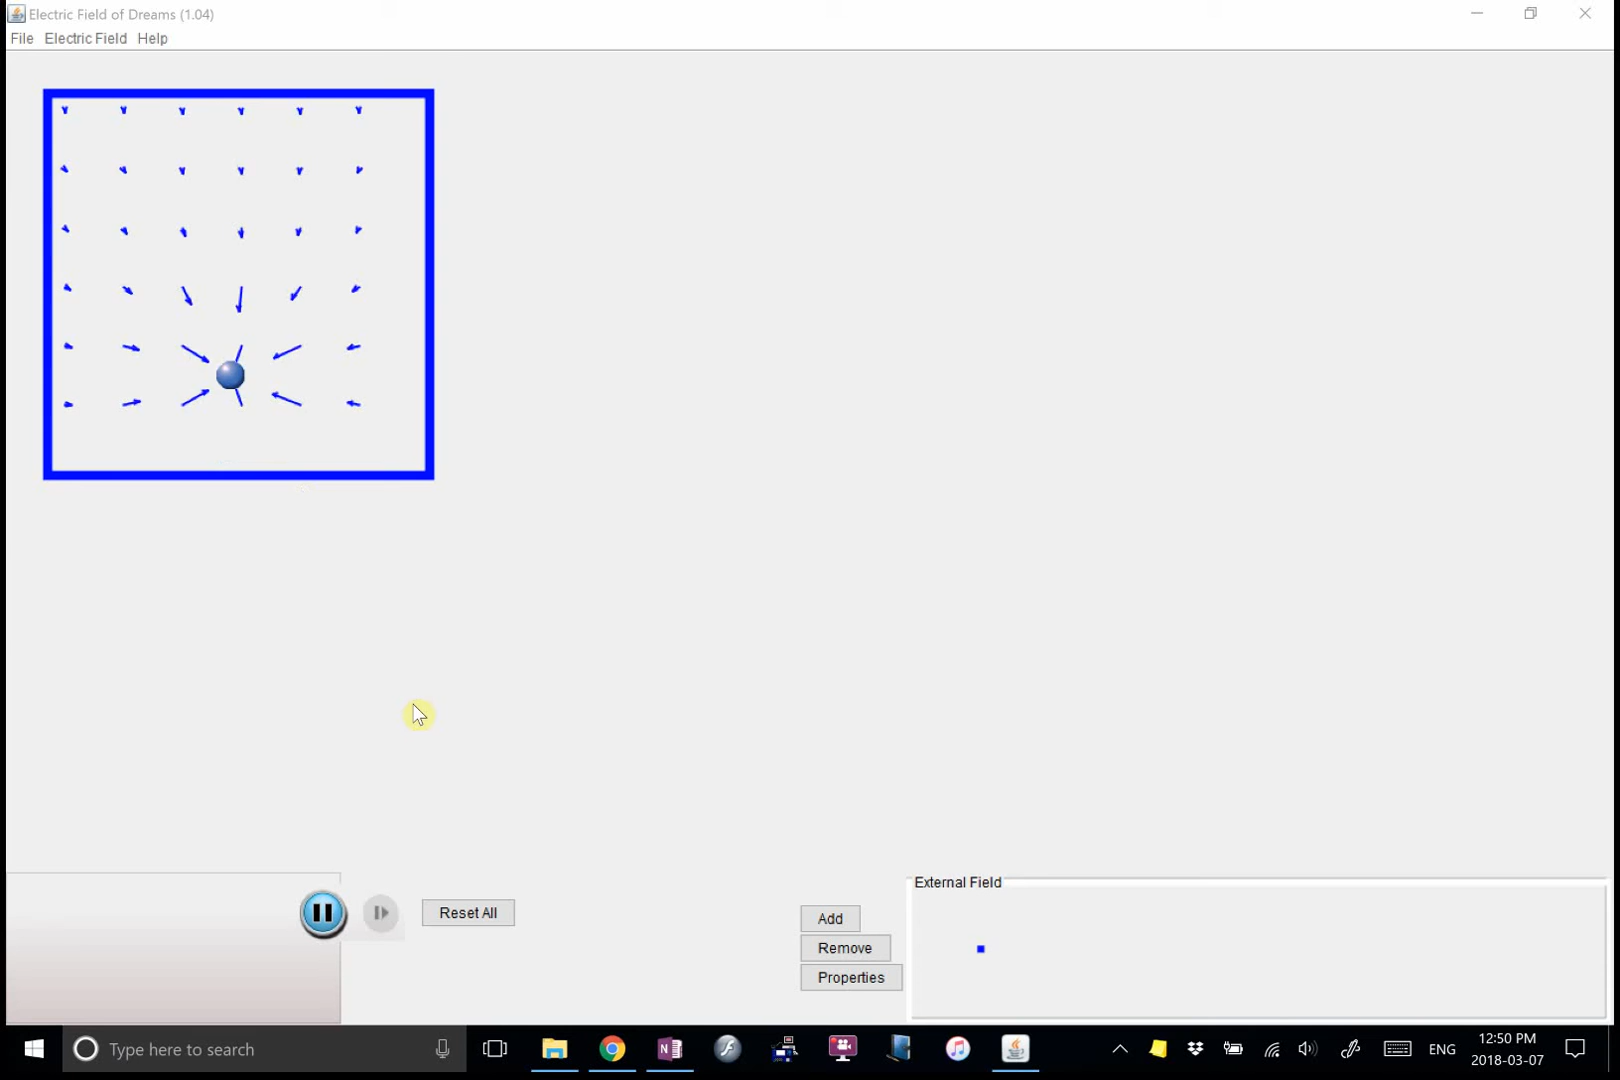 Electric Field of Dreams (1.04)
File Electric Field Help
Reset All
Add
Remove
Properties
External Field
Type here to search
N
ENG
12:50 PM
2018-03-07